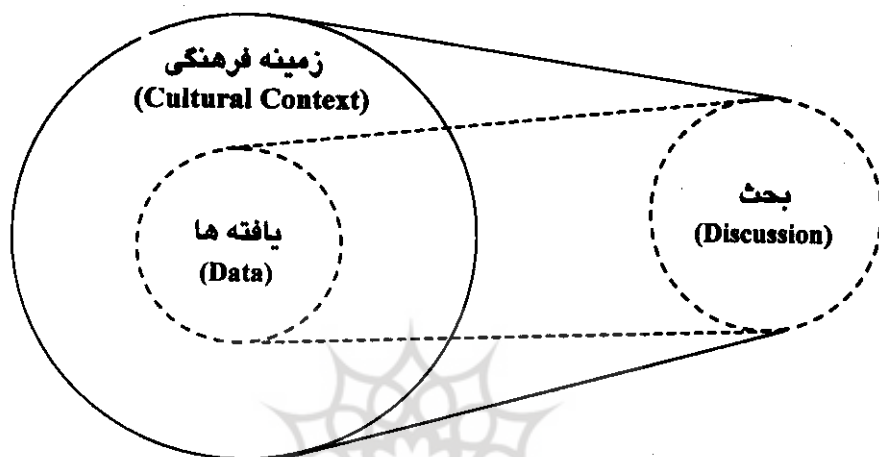 زمینه فرهنگی
(Cultural Context)
یافته ها
(Data)
بحث
(Discussion)